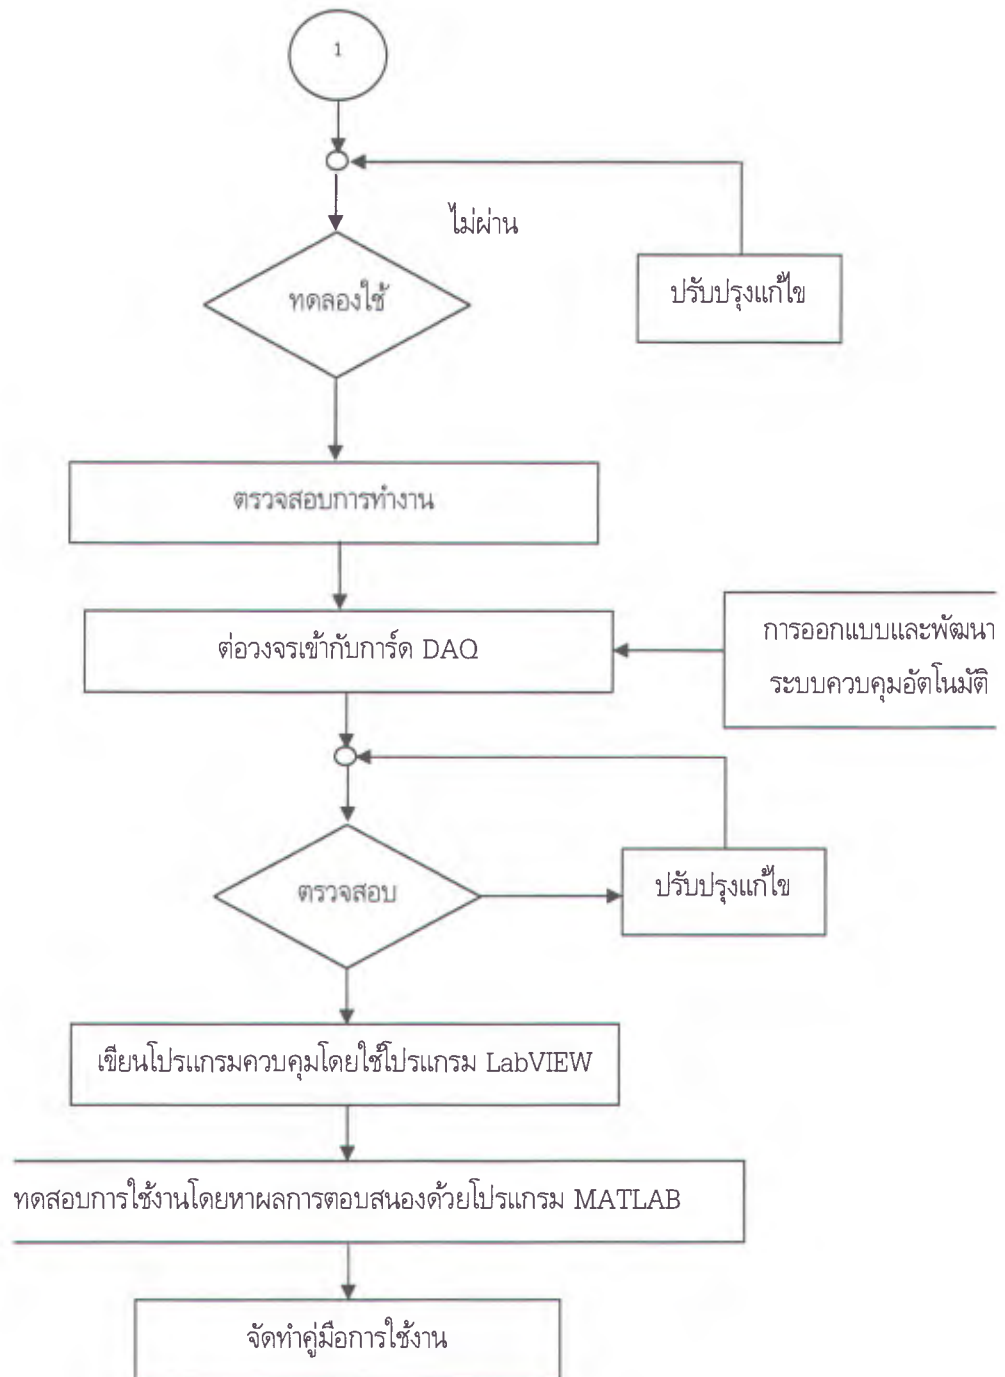 1
ไม่ผ่าน
ทดลองใช้
ปรับปรุงแก้ไข
ตรวจสอบการทำงาน
ต่อวงจรเข้ากับการ์ด DAQ
การออกแบบและพัฒนา
ระบบควบคุมอัตโนมัติ
ตรวจสอบ
ปรับปรุงแก้ไข
เขียนโปรแกรมควบคุมโดยใช้โปรแกรม LabVIEW
ทดสอบการใช้งานโดยหาผลการตอบสนองด้วยโปรแกรม MATLAB
จัดทำคู่มือการใช้งาน